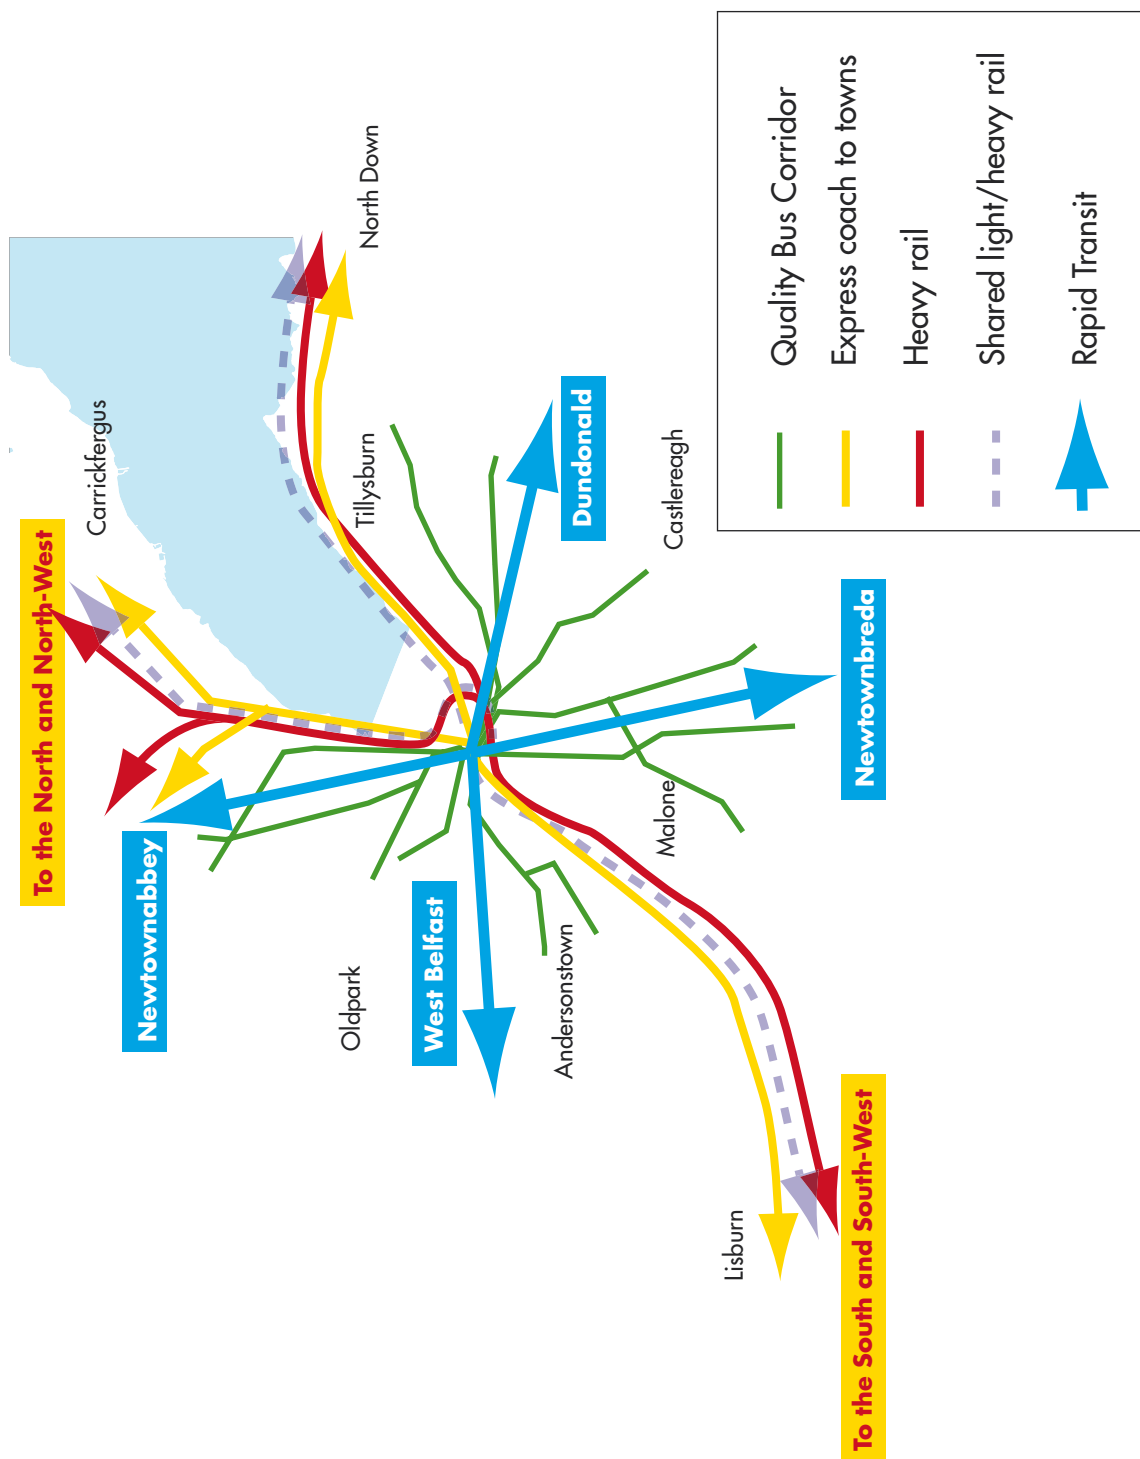 To the North and North-West
Carrickfergus
North Down
Newtownabbey
Tillysburn
Oldpark
West Belfast
Dundonald
Andersonstown
Castlereagh
Malone
Lisburn
Newtownbreda
To the South and South-West
Quality Bus Corridor
Express coach to towns
Heavy rail
Shared light/heavy rail
Rapid Transit